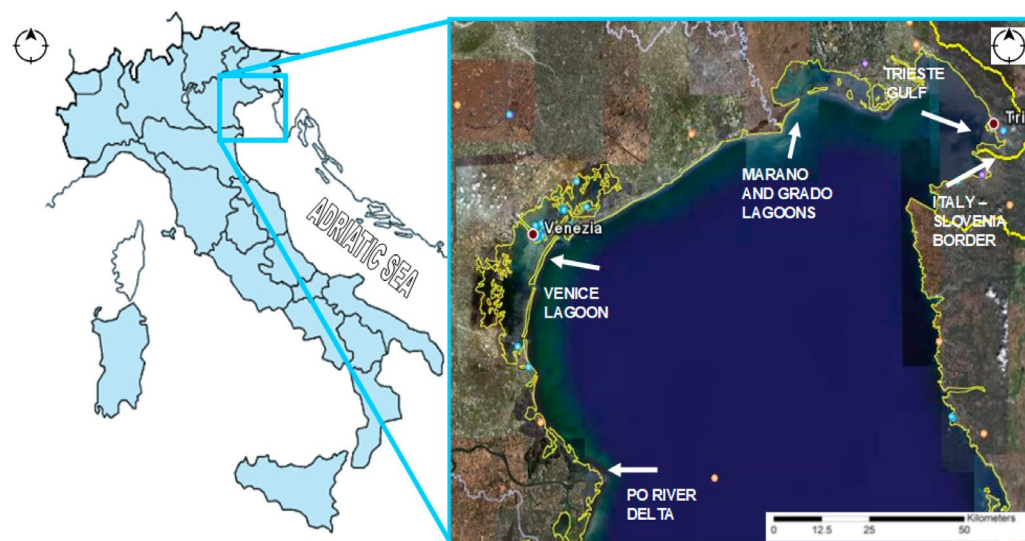 ADRIATIC SEA
TRIESTE
GULF
Tri
MARANO
AND GRADO
LAGOONS
ITALY –
SLOVENIA
BORDER
Venezia
VENICE
LAGOON
PO RIVER
DELTA
Kilometers
0 12.5 25 50